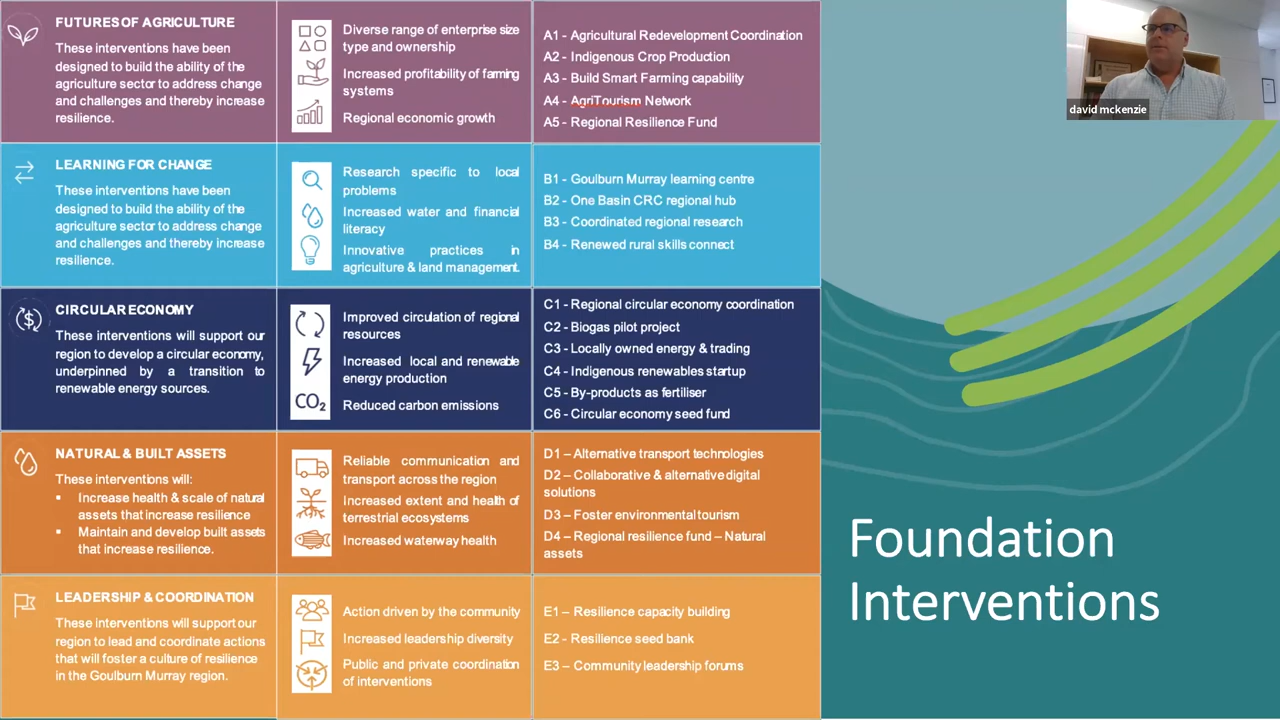 FUTURES OF AGRICULTURE
These interventions have been
designed to build the ability of the
agriculture sector to address change
and challenges and thereby increase
resilience.
Diverse range of enterprise size
type and ownership
Increased profitability of farming
systems
Regional economic growth
A1 - Agricultural Redevelopment Coordination
A2 - Indigenous Crop Production
A3 - Build Smart Farming capability
A4 - AgriTourism Network
A5 - Regional Resilience Fund
david mckenzie
LEARNING FOR CHANGE
These interventions have been
designed to build the ability of the
agriculture sector to address change
and challenges and thereby increase
resilience.
Research specific to local
problems
Increased water and financial
literacy
Innovative practices in
agriculture & land management.
B1 - Goulburn Murray learning centre
B2 - One Basin CRC regional hub
B3 - Coordinated regional research
B4 - Renewed rural skills connect
CIRCULAR ECONOMY
These interventions will support our
region to develop a circular economy,
underpinned by a transition to
renewable energy sources.
Improved circulation of regional
resources
Increased local and renewable
energy production
CO₂
Reduced carbon emissions
C1 - Regional circular economy coordination
C2 - Biogas pilot project
C3 - Locally owned energy & trading
C4 - Indigenous renewables startup
C5 - By-products as fertiliser
C6 - Circular economy seed fund
NATURAL & BUILT ASSETS
These interventions will:
▪ Increase health & scale of natural
assets that increase resilience
▪ Maintain and develop built assets
that increase resilience.
Reliable communication and
transport across the region
Increased extent and health of
terrestrial ecosystems
Increased waterway health
D1 – Alternative transport technologies
D2 – Collaborative & alternative digital
solutions
D3 – Foster environmental tourism
D4 – Regional resilience fund – Natural
assets
LEADERSHIP & COORDINATION
These interventions will support our
region to lead and coordinate actions
that will foster a culture of resilience
in the Goulburn Murray region.
Action driven by the community
Increased leadership diversity
Public and private coordination
of interventions
E1 – Resilience capacity building
E2 - Resilience seed bank
E3 – Community leadership forums
Foundation
Interventions